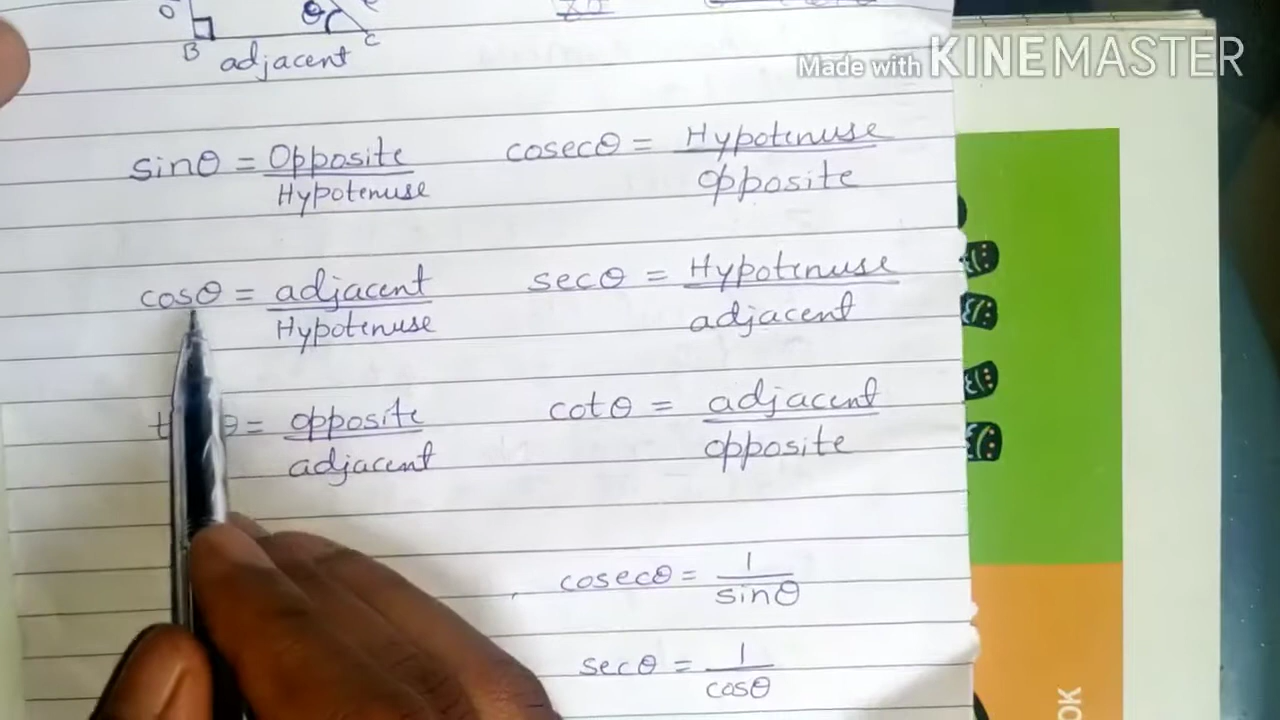 θ
B
C
adjacent
Made with KINEMASTER
sinθ = Opposite / Hypotenuse
cosecθ = Hypotenuse / opposite
cosθ = adjacent / Hypotenuse
secθ = Hypotenuse / adjacent
θ = opposite / adjacent
cotθ = adjacent / opposite
cosecθ = 1 / sinθ
secθ = 1 / cosθ
OK